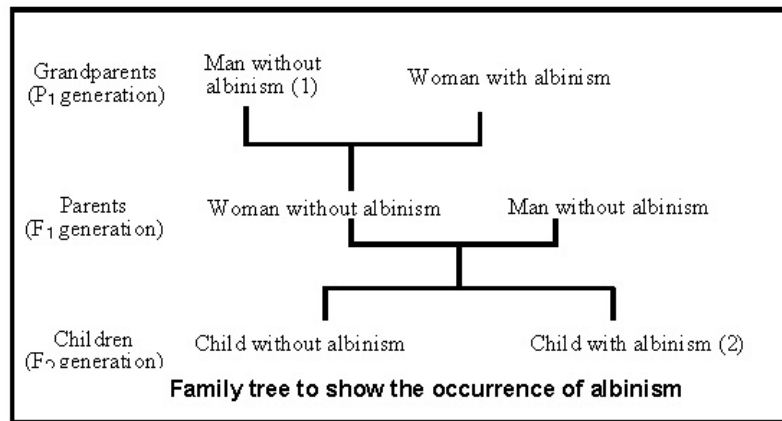 Grandparents
(P1 generation)
Man without
albinism (1)
Woman with albinism
Parents
(F1 generation)
Woman without albinism
Man without albinism
Children
(F2 generation)
Child without albinism
Child with albinism (2)
Family tree to show the occurrence of albinism